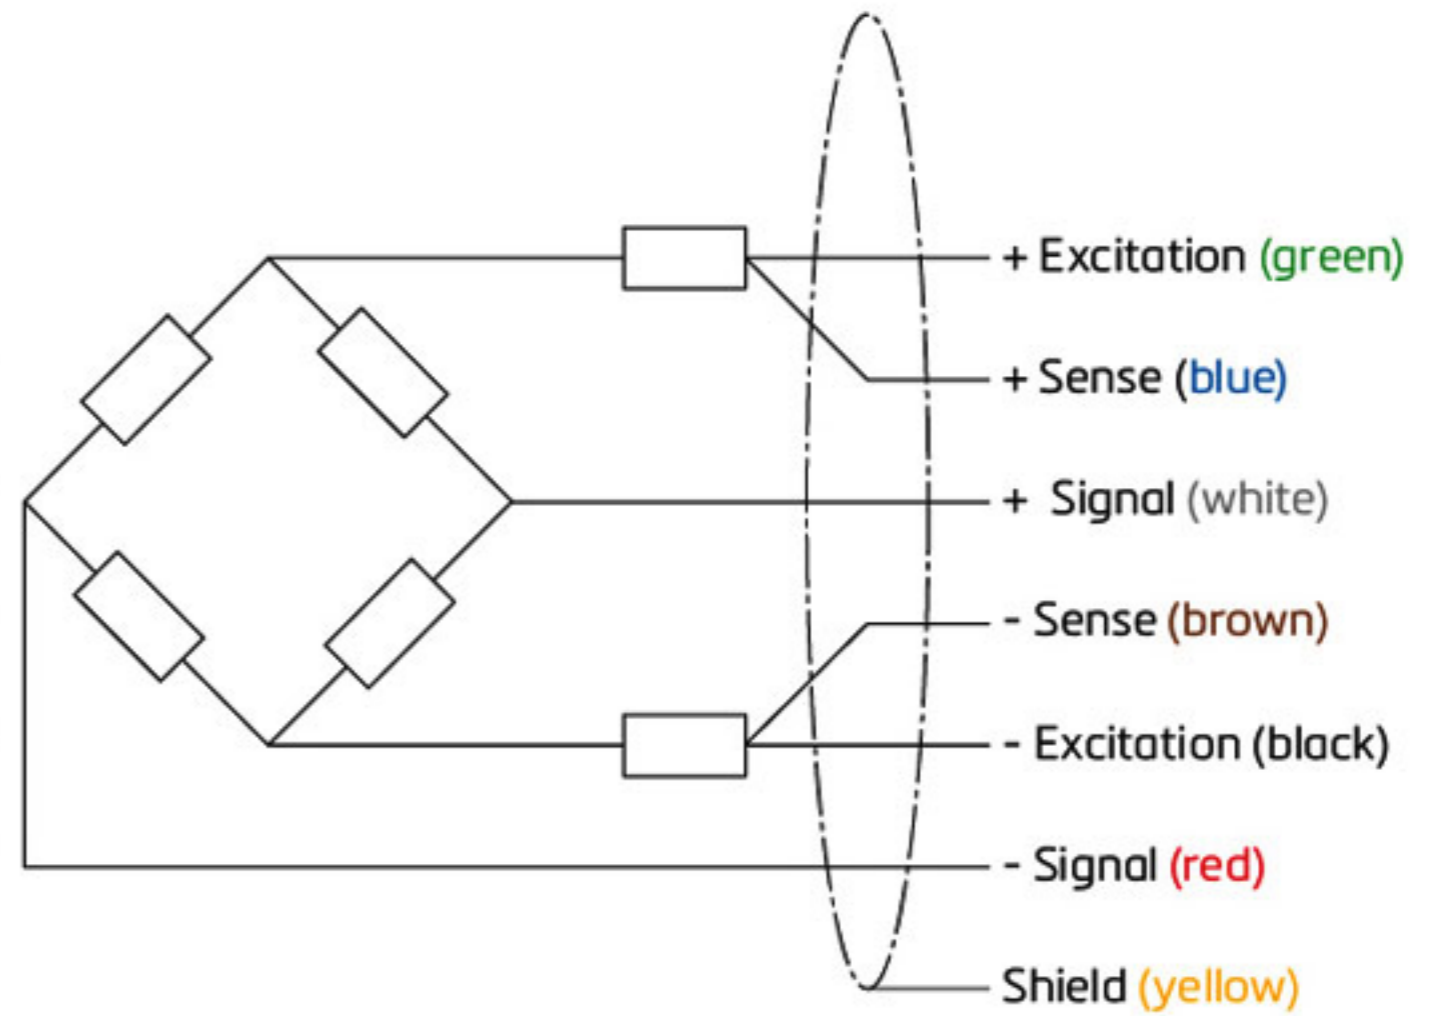 + Excitation (green)
+ Sense (blue)
+ Signal (white)
- Sense (brown)
- Excitation (black)
- Signal (red)
Shield (yellow)